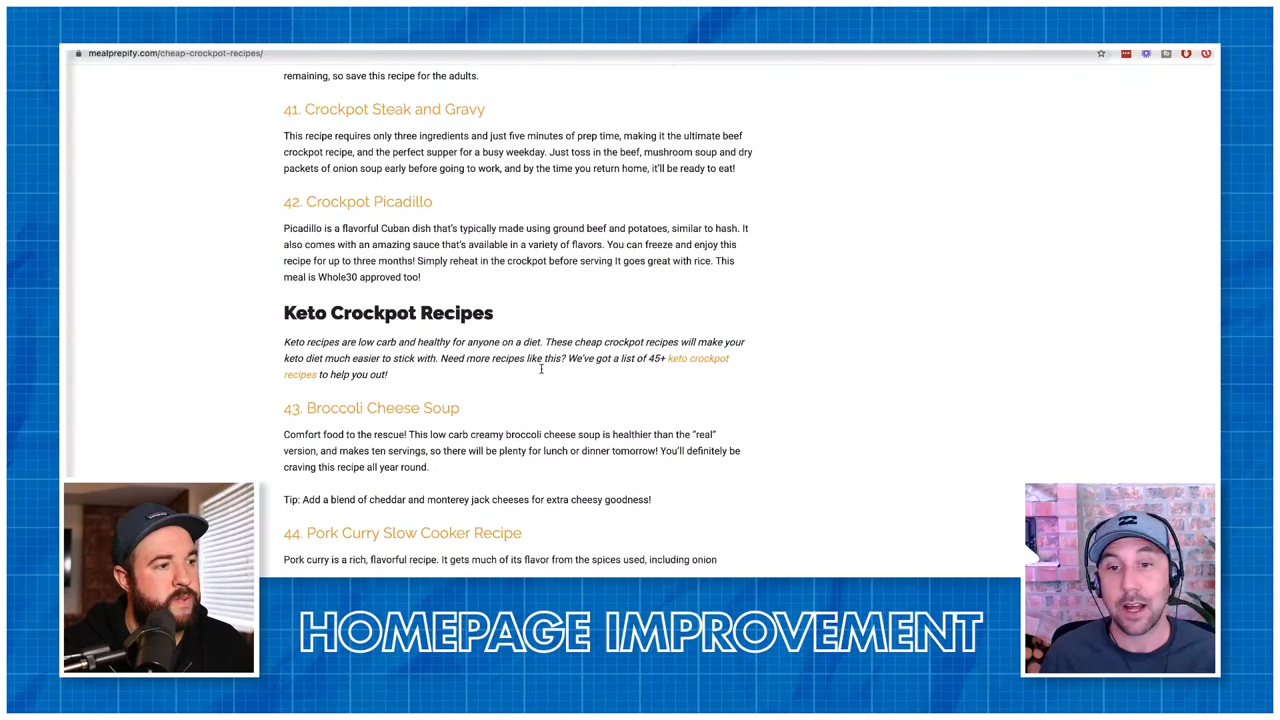 mealprepify.com/cheap-crockpot-recipes/
remaining, so save this recipe for the adults.
41. Crockpot Steak and Gravy
This recipe requires only three ingredients and just five minutes of prep time, making it the ultimate beef
crockpot recipe, and the perfect supper for a busy weekday. Just toss in the beef, mushroom soup and dry
packets of onion soup early before going to work, and by the time you return home, it'll be ready to eat!
42. Crockpot Picadillo
Picadillo is a flavorful Cuban dish that's typically made using ground beef and potatoes, similar to hash. It
also comes with an amazing sauce that's available in a variety of flavors. You can freeze and enjoy this
recipe for up to three months! Simply reheat in the crockpot before serving It goes great with rice. This
meal is Whole30 approved too!
Keto Crockpot Recipes
Keto recipes are low carb and healthy for anyone on a diet. These cheap crockpot recipes will make your
keto diet much easier to stick with. Need more recipes like this? We've got a list of 45+ keto crockpot
recipes to help you out!
43. Broccoli Cheese Soup
Comfort food to the rescue! This low carb creamy broccoli cheese soup is healthier than the "real"
version, and makes ten servings, so there will be plenty for lunch or dinner tomorrow! You'll definitely be
craving this recipe all year round.
Tip: Add a blend of cheddar and monterey jack cheeses for extra cheesy goodness!
44. Pork Curry Slow Cooker Recipe
Pork curry is a rich, flavorful recipe. It gets much of its flavor from the spices used, including onion
HOMEPAGE IMPROVEMENT